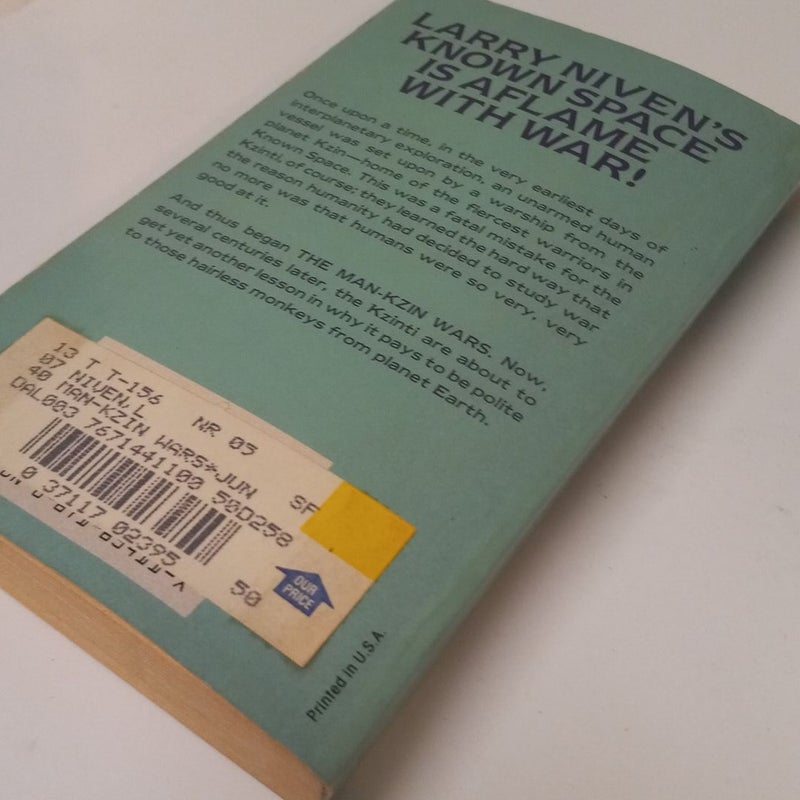 LARRY NIVEN'S
KNOWN SPACE
IS AFLAME
WITH WAR!
Once upon a time, in the very earliest days of
interplanetary exploration, an unarmed human
vessel was set upon by a warship from the
planet Kzin—home of the fiercest warriors in
Known Space. This was a fatal mistake for the
Kzinti, of course; they learned the hard way that
the reason humanity had decided to study war
no more was that humans were so very, very
good at it.
And thus began THE MAN-KZIN WARS. Now,
several centuries later, the Kzinti are about to
get yet another lesson in why it pays to be polite
to those hairless monkeys from planet Earth.
13 T T-156 NR 05
07 NIVEN,L
40 MAN-KZIN WARS*JUN SF
DAL003 7671441100 50D258
0 37117 02395 50
OUR
PRICE
Printed in U.S.A.